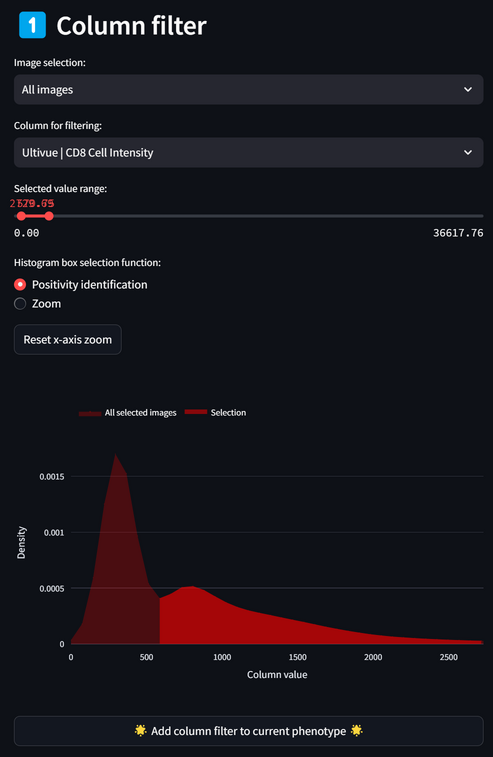 1 Column filter
Image selection:
All images
Column for filtering:
Ultivue | CD8 Cell Intensity
Selected value range:
0.00 36617.76
Histogram box selection function:
Positivity identification
Zoom
Reset x-axis zoom
All selected images Selection
0.0015
0.001
0.0005
0
Density
0 500 1000 1500 2000 2500
Column value
🌟 Add column filter to current phenotype 🌟